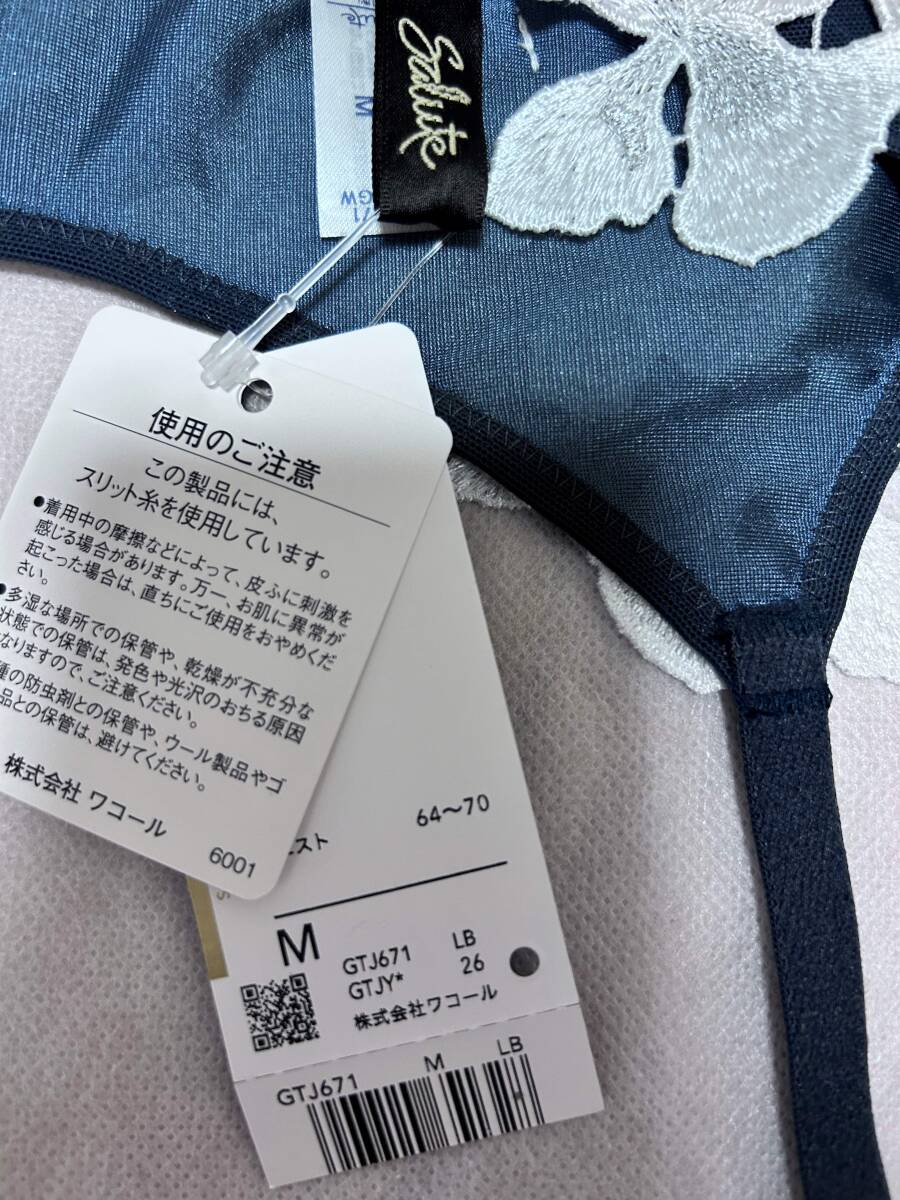 Salute
M
71
GW
使用のご注意
この製品には、
スリット糸を使用しています。
●着用中の摩擦などによって、皮ふに刺激を
感じる場合があります。万一、お肌に異常が
起こった場合は、直ちにご使用をおやめくだ
さい。
●多湿な場所での保管や、乾燥が不充分な
状態での保管は、発色や光沢のおちる原因
なりますので、ご注意ください。
種の防虫剤との保管や、ウール製品やゴ
品との保管は、避けてください。
株式会社 ワコール
6001
エスト 64～70
M GTJ671 LB
GTJY* 26
株式会社ワコール
GTJ671 M LB